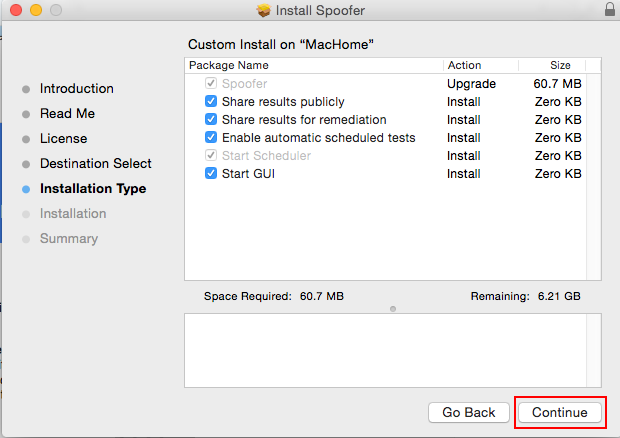 Install Spoofer
Custom Install on “MacHome”
Introduction
Read Me
License
Destination Select
Installation Type
Installation
Summary
Package Name Action Size
Spoofer Upgrade 60.7 MB
Share results publicly Install Zero KB
Share results for remediation Install Zero KB
Enable automatic scheduled tests Install Zero KB
Start Scheduler Install Zero KB
Start GUI Install Zero KB
Space Required: 60.7 MB Remaining: 6.21 GB
Go Back Continue